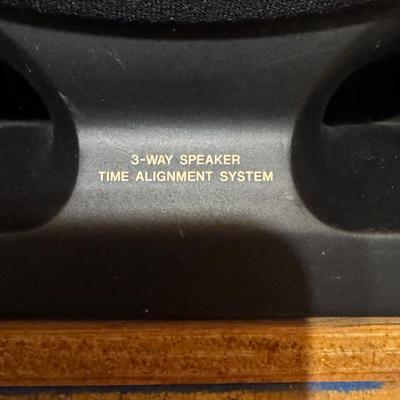 3-WAY SPEAKER
TIME ALIGNMENT SYSTEM